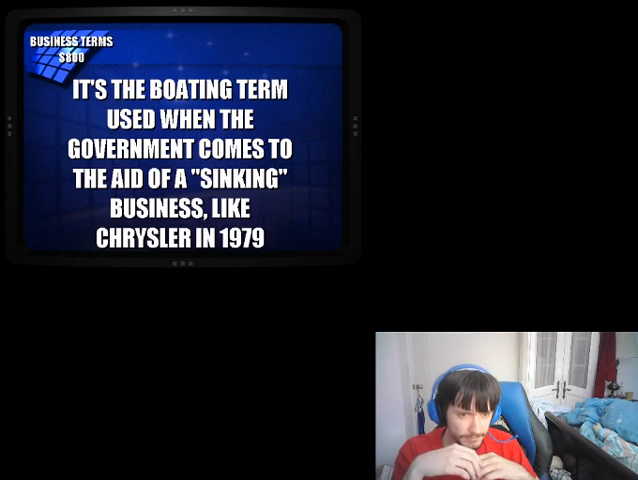 BUSINESS TERMS
$800
IT'S THE BOATING TERM
USED WHEN THE
GOVERNMENT COMES TO
THE AID OF A "SINKING"
BUSINESS, LIKE
CHRYSLER IN 1979